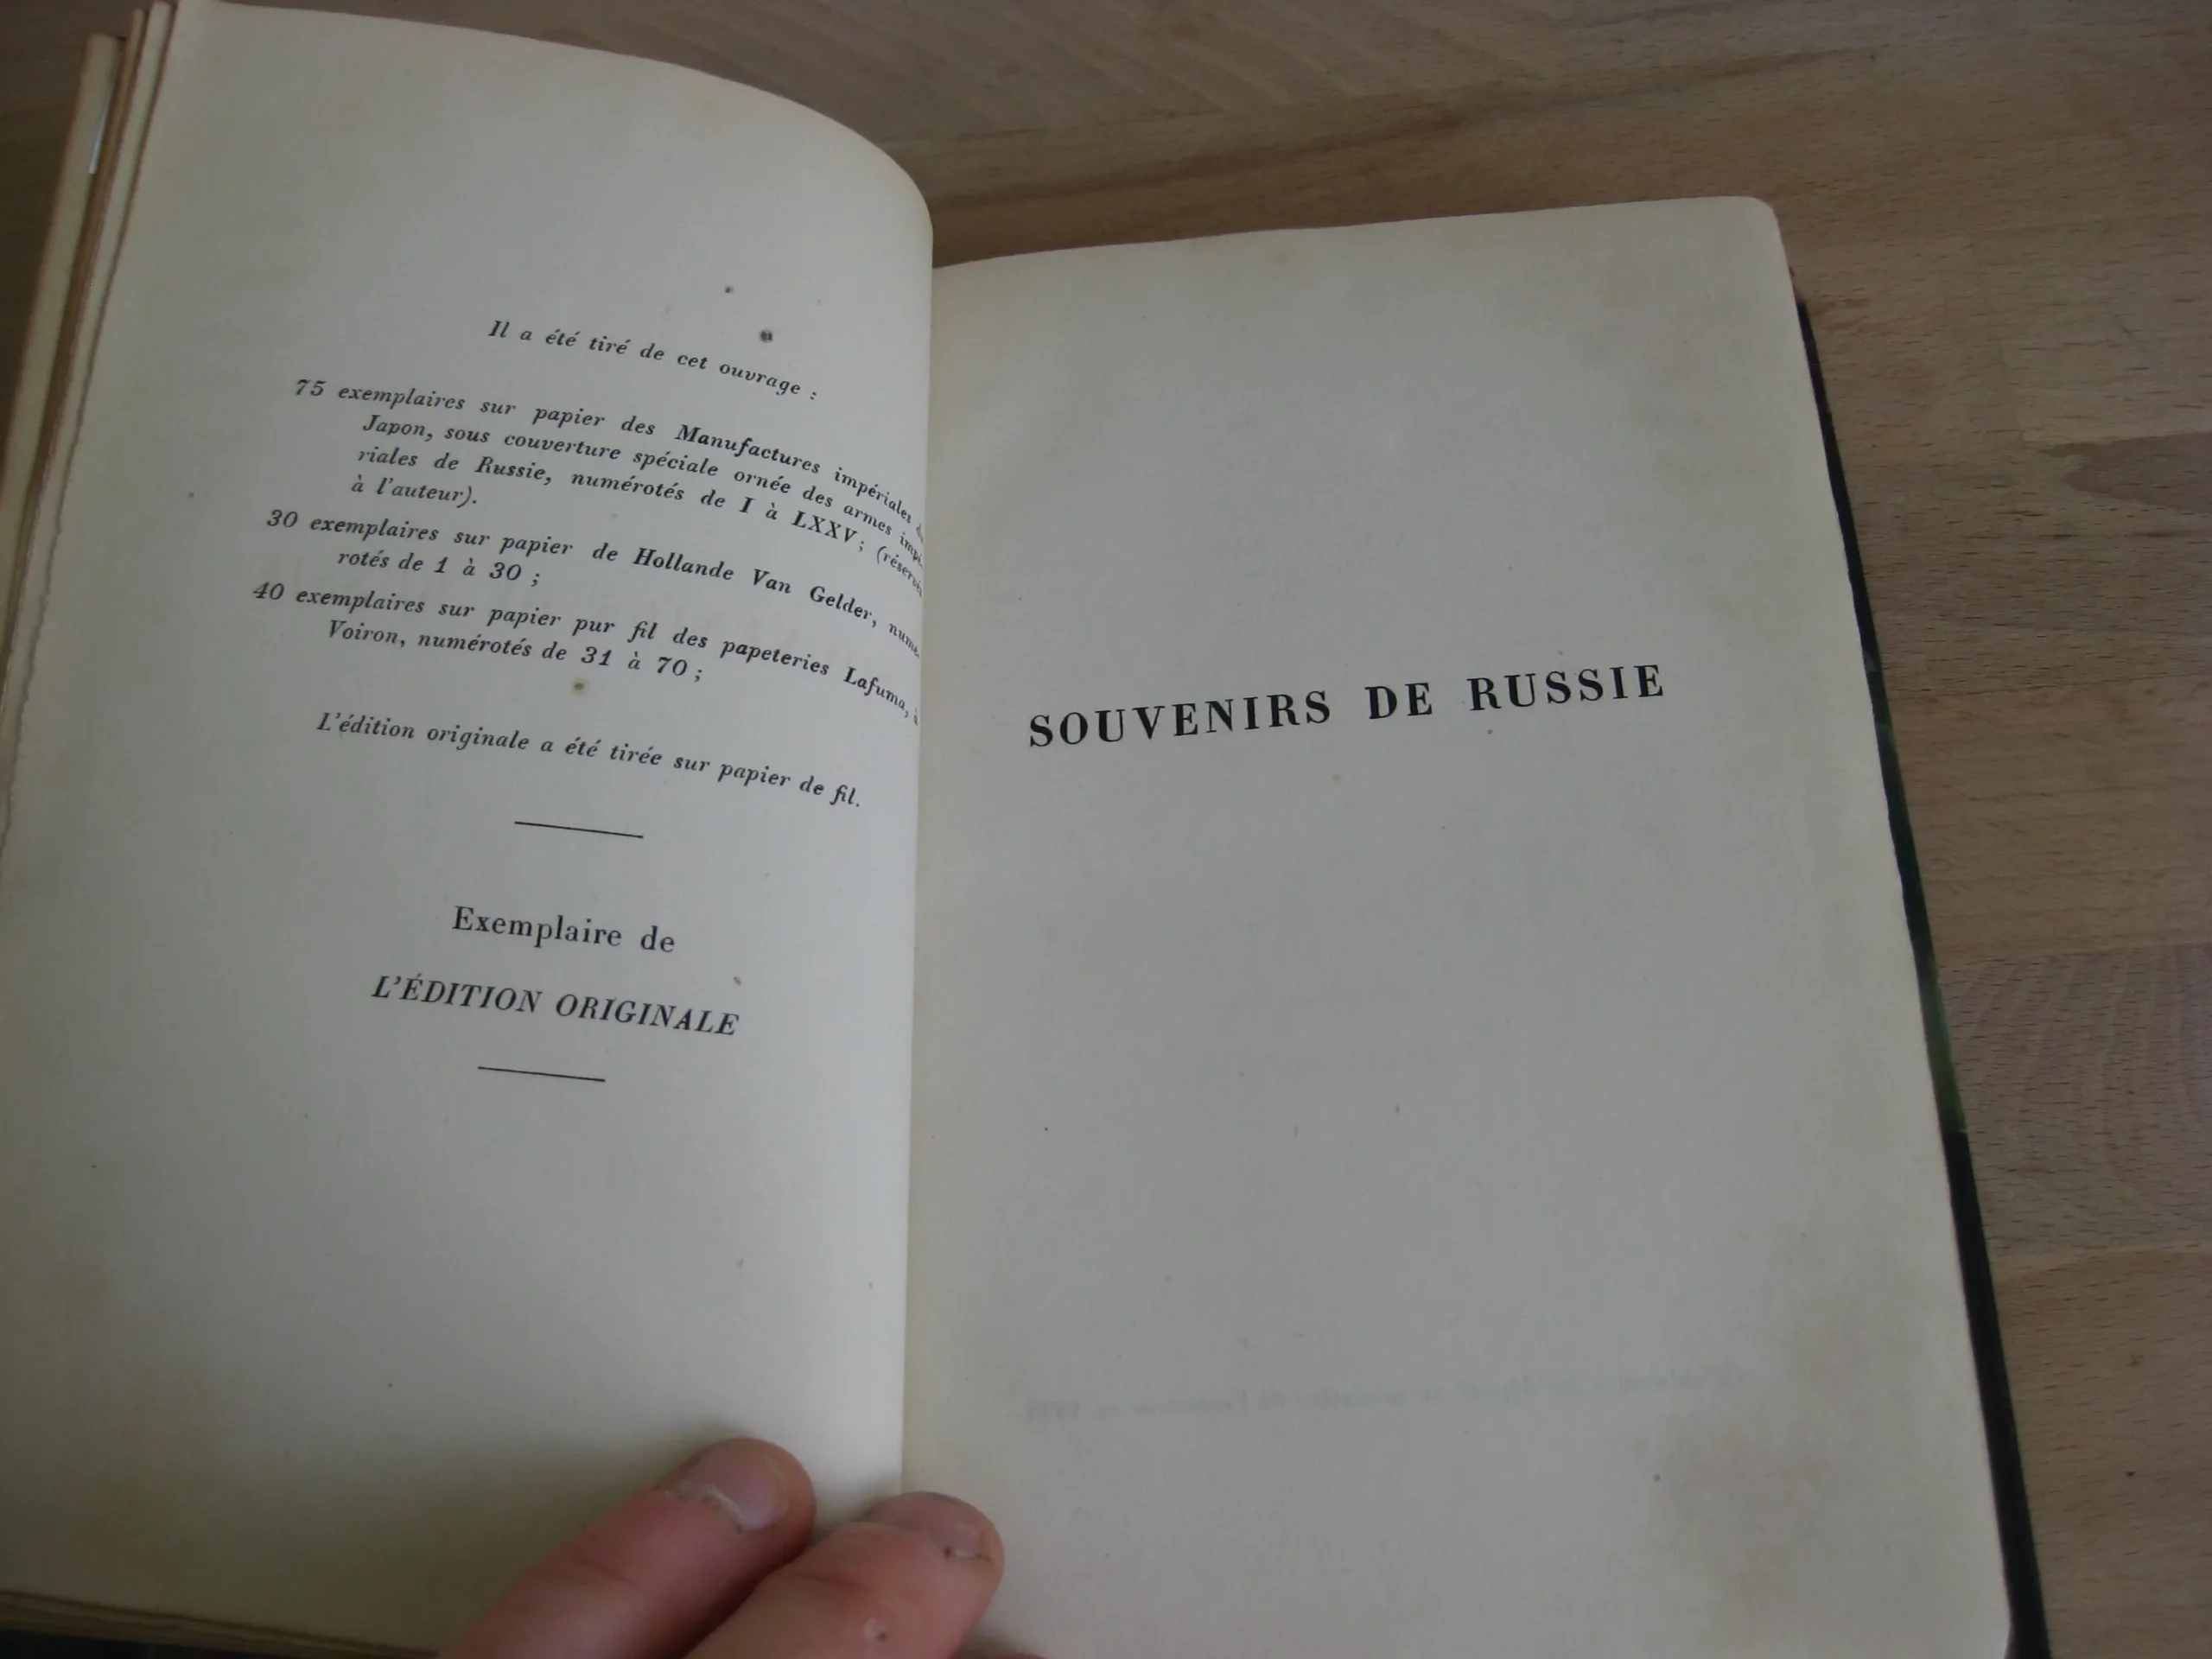 Il a été tiré de cet ouvrage :
75 exemplaires sur papier des Manufactures impériales du
Japon, sous couverture spéciale ornée des armes impé-
riales de Russie, numérotés de I à LXXV ; (réservés
à l'auteur).
30 exemplaires sur papier de Hollande Van Gelder, numé-
rotés de 1 à 30 ;
40 exemplaires sur papier pur fil des papeteries Lafuma, à
Voiron, numérotés de 31 à 70 ;
L'édition originale a été tirée sur papier de fil.
Exemplaire de
L'ÉDITION ORIGINALE
SOUVENIRS DE RUSSIE